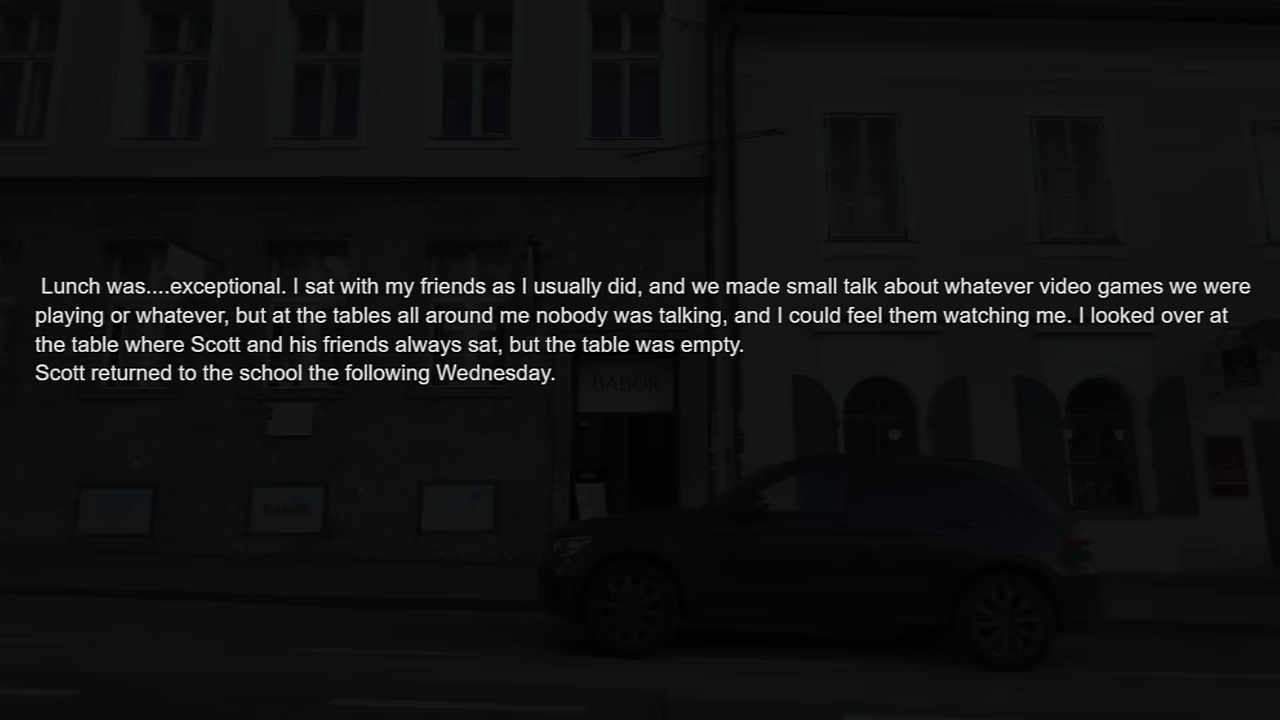 Lunch was....exceptional. I sat with my friends as I usually did, and we made small talk about whatever video games we were
playing or whatever, but at the tables all around me nobody was talking, and I could feel them watching me. I looked over at
the table where Scott and his friends always sat, but the table was empty.
Scott returned to the school the following Wednesday.
BABOR